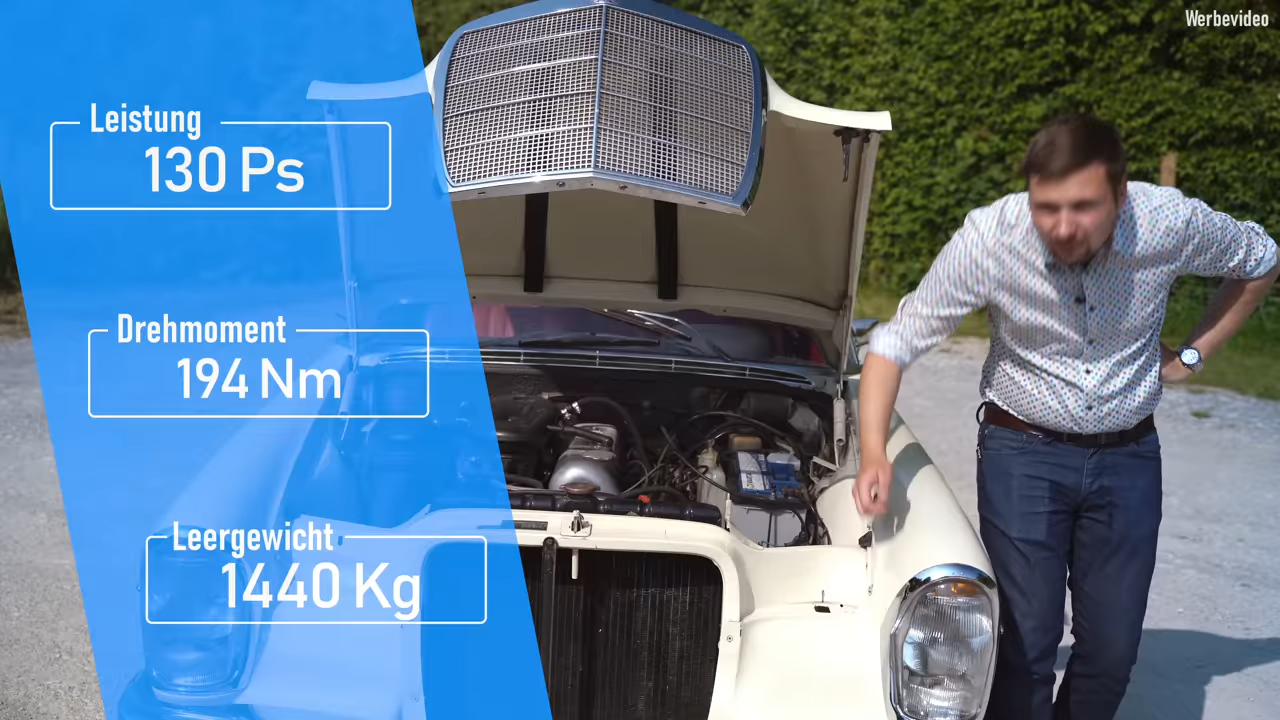 Werbevideo
Leistung
130 Ps
Drehmoment
194 Nm
Leergewicht
1440 Kg